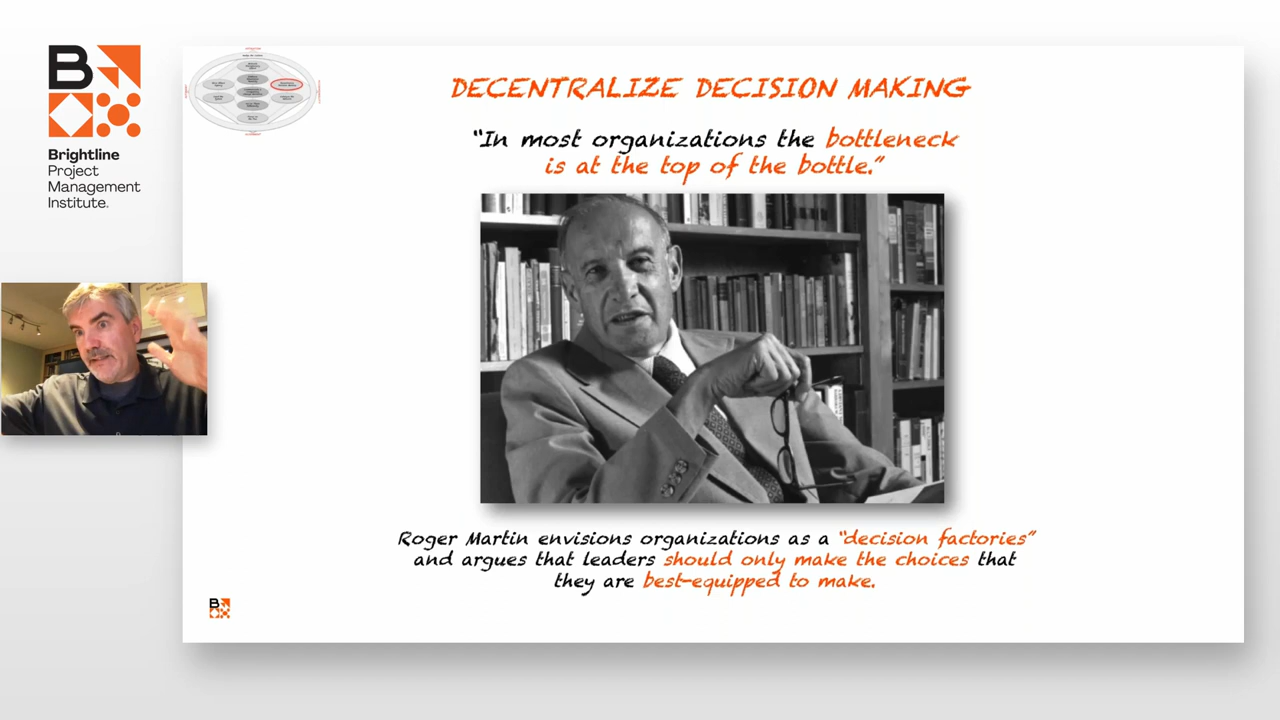 B
Brightline
Project
Management
Institute.
DECENTRALIZE DECISION MAKING
“In most organizations the bottleneck
is at the top of the bottle.”
Roger Martin envisions organizations as a “decision factories”
and argues that leaders should only make the choices that
they are best-equipped to make.
B